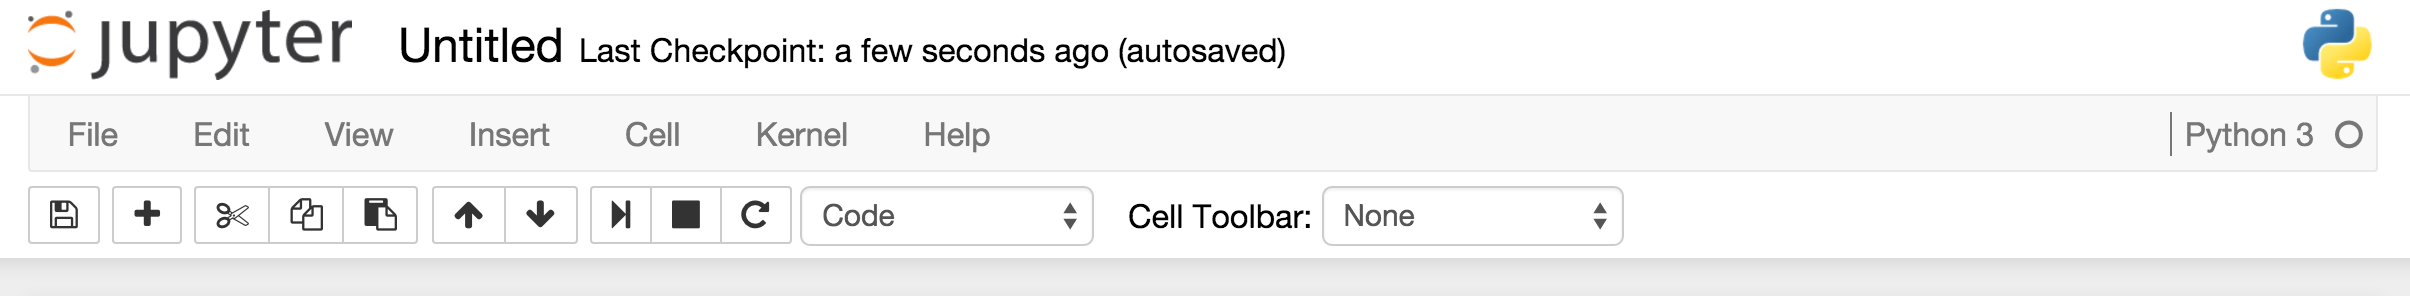 jupyter Untitled Last Checkpoint: a few seconds ago (autosaved)
File Edit View Insert Cell Kernel Help Python 3
Code Cell Toolbar: None